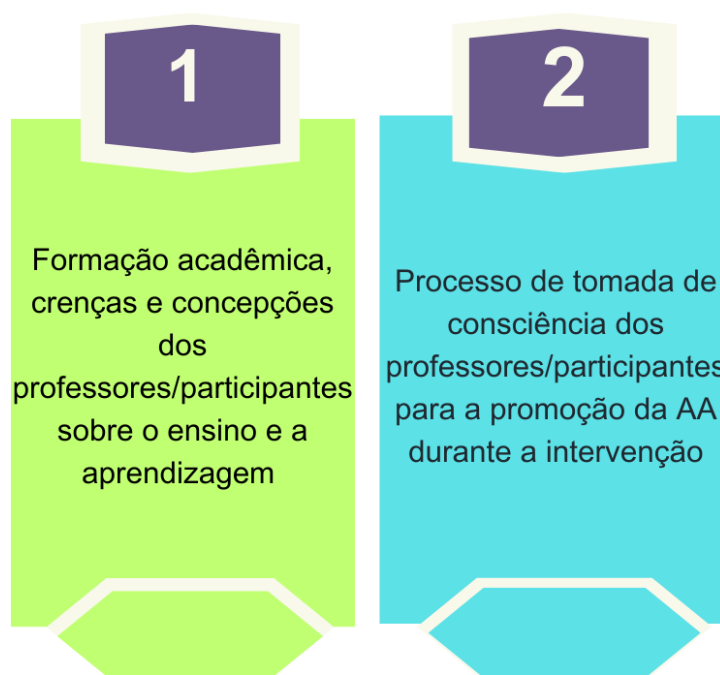 1
Formação acadêmica,
crenças e concepções
dos
professores/participantes
sobre o ensino e a
aprendizagem
2
Processo de tomada de
consciência dos
professores/participantes
para a promoção da AA
durante a intervenção